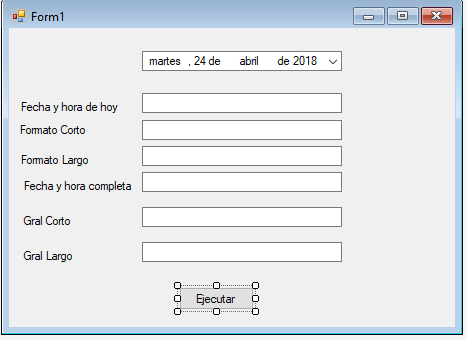 Form1
martes , 24 de abril de 2018
Fecha y hora de hoy
Formato Corto
Formato Largo
Fecha y hora completa
Gral Corto
Gral Largo
Ejecutar